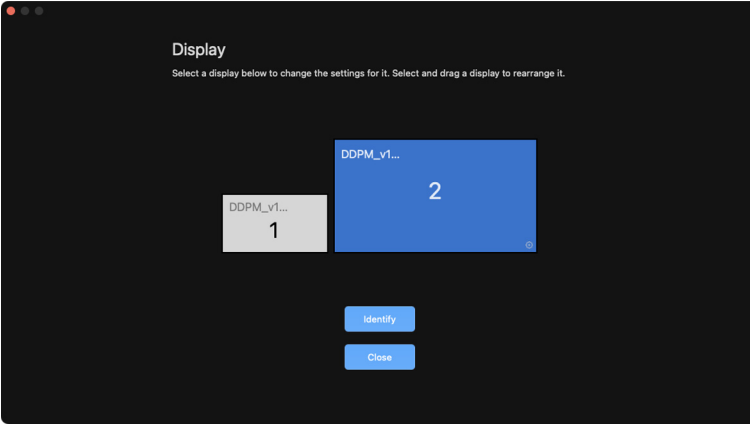 Display
Select a display below to change the settings for it. Select and drag a display to rearrange it.
DDPM_v1...
2
DDPM_v1...
1
Identify
Close